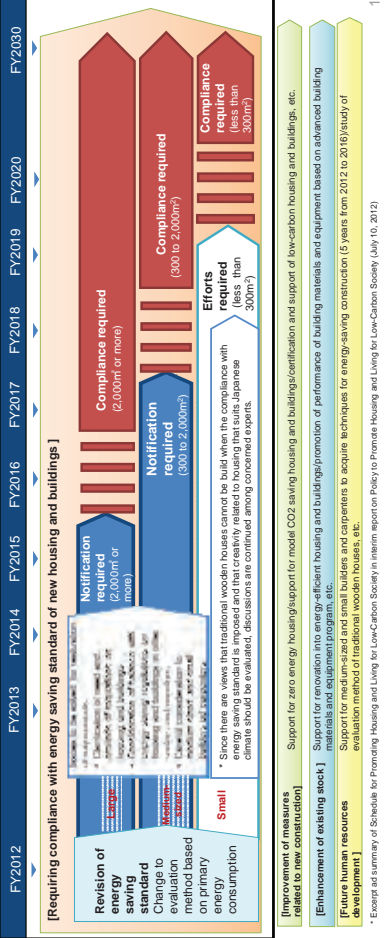 FY2012 FY2013 FY2014 FY2015 FY2016 FY2017 FY2018 FY2019 FY2020 FY2030
[Requiring compliance with energy saving standard of new housing and buildings ]
Revision of
energy
saving
standard
Change to
evaluation
method based
on primary
energy
consumption
Large
Notification
required
(2,000㎡ or
more)
Compliance required
(2,000㎡ or more)
Medium
sized
Notification
required
(300 to 2,000m²)
Compliance required
(300 to 2,000m²)
Small
* Since there are views that traditional wooden houses cannot be build when the compliance with
energy saving standard is imposed and that creativity related to housing that suits Japanese
climate should be evaluated, discussions are continued among concerned experts.
Efforts
required
(less than
300m²)
Compliance
required
(less than
300m²)
[Improvement of measures
related to new construction]
Support for zero energy housing/support for model CO2 saving housing and buildings/certification and support of low-carbon housing and buildings, etc.
[Enhancement of existing stock ]
Support for renovation into energy-efficient housing and buildings/promotion of performance of building materials and equipment based on advanced building
materials and equipment program, etc.
[Future human resources
development ]
Support for medium-sized and small builders and carpenters to acquire techniques for energy-saving construction (5 years from 2012 to 2016)/study of
evaluation method of traditional wooden houses, etc.
* Excerpt ad summary of Schedule for Promoting Housing and Living for Low-Carbon Society in interim report on Policy to Promote Housing and Living for Low-Carbon Society (July 10, 2012)
1